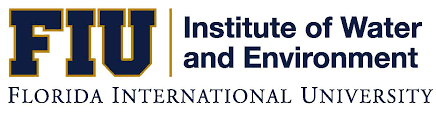 FIU
Institute of Water
and Environment
FLORIDA INTERNATIONAL UNIVERSITY